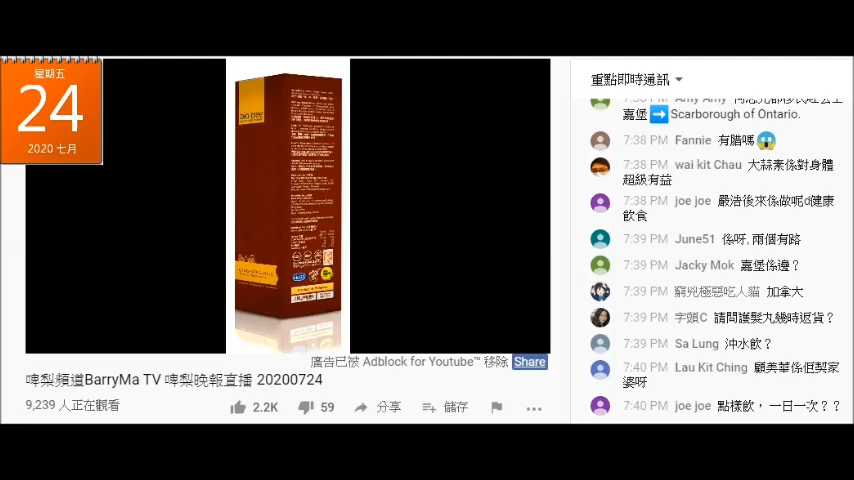 星期五
24
2020 七月
bio tree
廣告已被 Adblock for Youtube™ 移除 Share
啤梨頻道BarryMa TV 啤梨晚報直播 20200724
9,239 人正在觀看
2.2K
59
分享
儲存
重點即時通訊
嘉堡➡Scarborough of Ontario.
7:38 PM Fannie 有腊嗎😱
7:38 PM wai kit Chau 大蒜素係對身體
超級有益
7:38 PM joe joe 嚴浩後來係做呢d健康
飲食
7:39 PM June51 係呀, 兩個有路
7:39 PM Jacky Mok 嘉堡係邊？
7:39 PM 窮兇極惡吃人貓 加拿大
7:39 PM 字頭C 請問護髮丸幾時返貨？
7:39 PM Sa Lung 沖水飲？
7:40 PM Lau Kit Ching 顧美華係佢契家
婆呀
7:40 PM joe joe 點樣飲， 一日一次？？